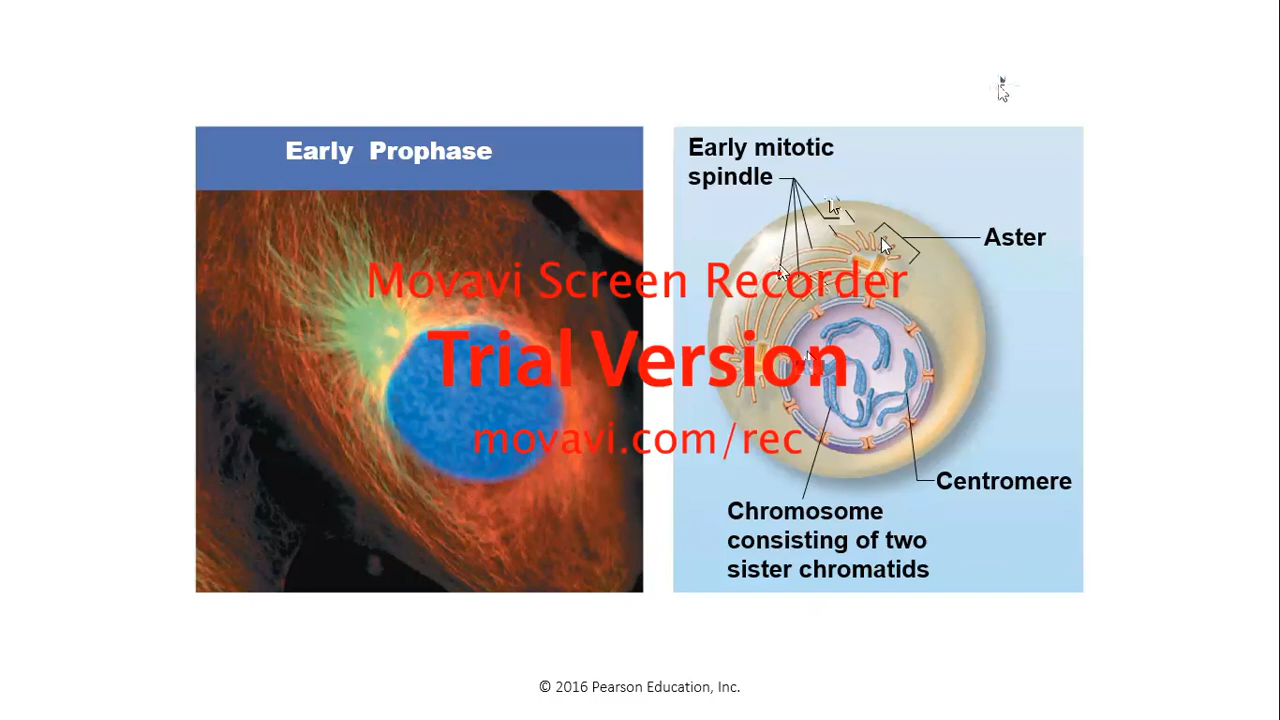 Early Prophase
Early mitotic
spindle
Aster
Movavi Screen Recorder
Trial Version
movavi.com/rec
Centromere
Chromosome
consisting of two
sister chromatids
© 2016 Pearson Education, Inc.